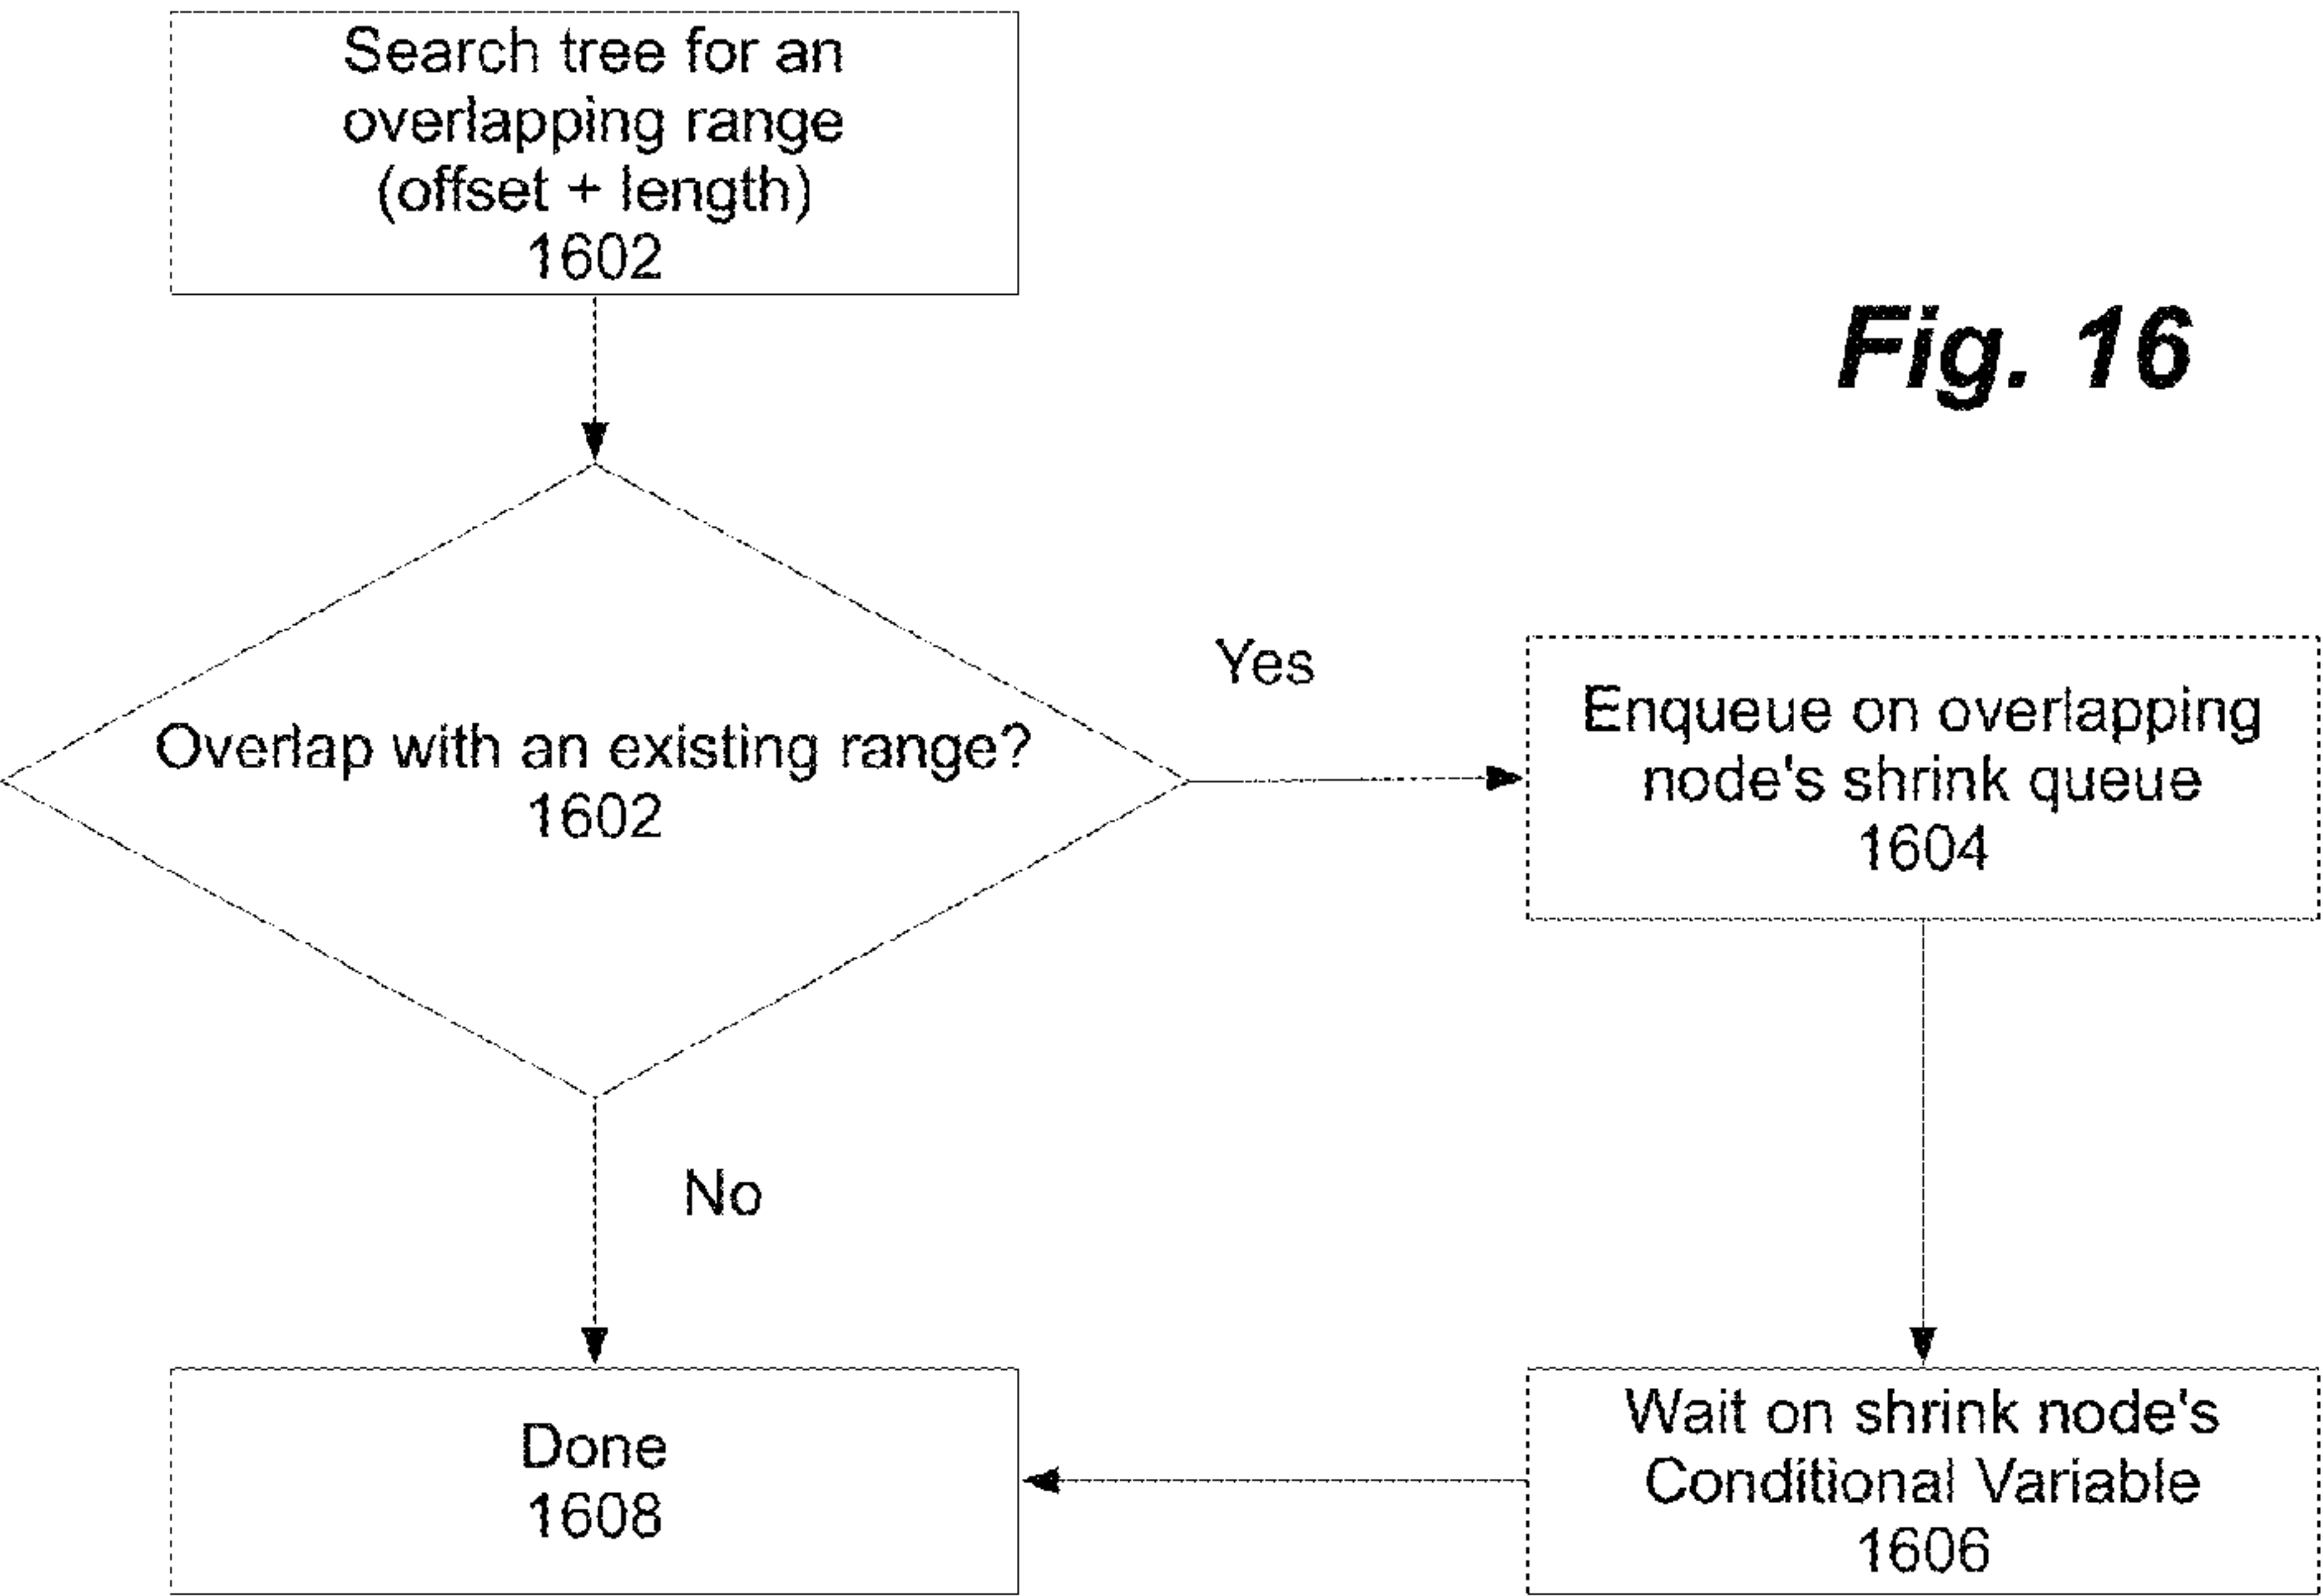 Search tree for an
overlapping range
(offset + length)
1602
Fig. 16
Overlap with an existing range?
1602
Yes
Enqueue on overlapping
node's shrink queue
1604
No
Done
1608
Wait on shrink node's
Conditional Variable
1606